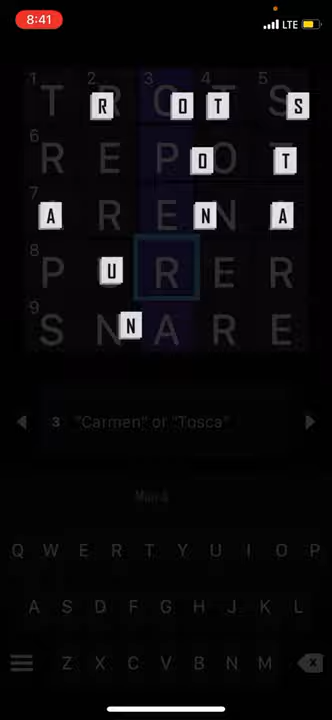 8:41
LTE
1 2 3 4 5
T R O T S
6
R E P O T
7
A R E N A
8
P U R E R
9
S N A R E
3 "Carmen" or "Tosca"
Q W E R T Y U I O P
A S D F G H J K L
Z X C V B N M